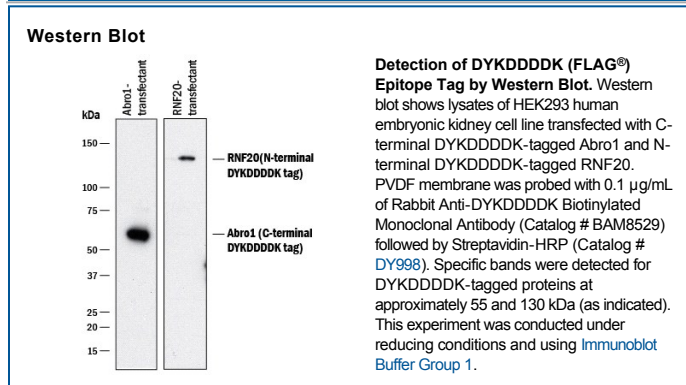 Western Blot
Abro1-
transfectant
RNF20-
transfectant
kDa
150
100
75
50
37
25
20
15
RNF20(N-terminal
DYKDDDDK tag)
Abro1 (C-terminal
DYKDDDDK tag)
Detection of DYKDDDDK (FLAG®)
Epitope Tag by Western Blot. Western
blot shows lysates of HEK293 human
embryonic kidney cell line transfected with C-
terminal DYKDDDDK-tagged Abro1 and N-
terminal DYKDDDDK-tagged RNF20.
PVDF membrane was probed with 0.1 µg/mL
of Rabbit Anti-DYKDDDDK Biotinylated
Monoclonal Antibody (Catalog # BAM8529)
followed by Streptavidin-HRP (Catalog #
DY998). Specific bands were detected for
DYKDDDDK-tagged proteins at
approximately 55 and 130 kDa (as indicated).
This experiment was conducted under
reducing conditions and using Immunoblot
Buffer Group 1.